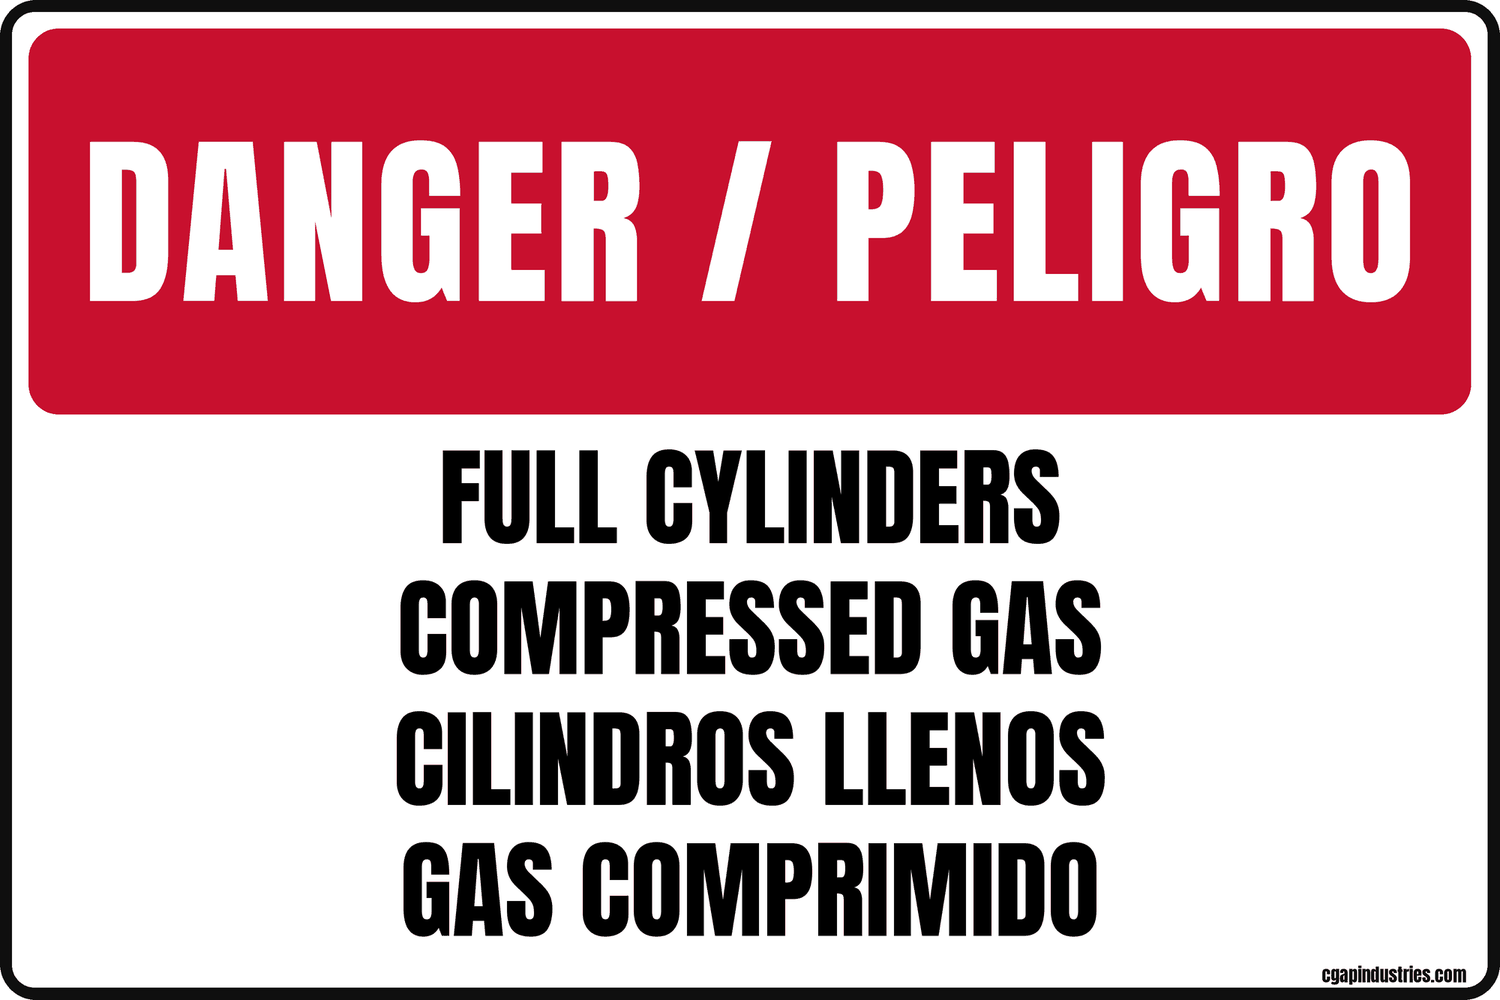 DANGER / PELIGRO
FULL CYLINDERS
COMPRESSED GAS
CILINDROS LLENOS
GAS COMPRIMIDO
cgapindustries.com